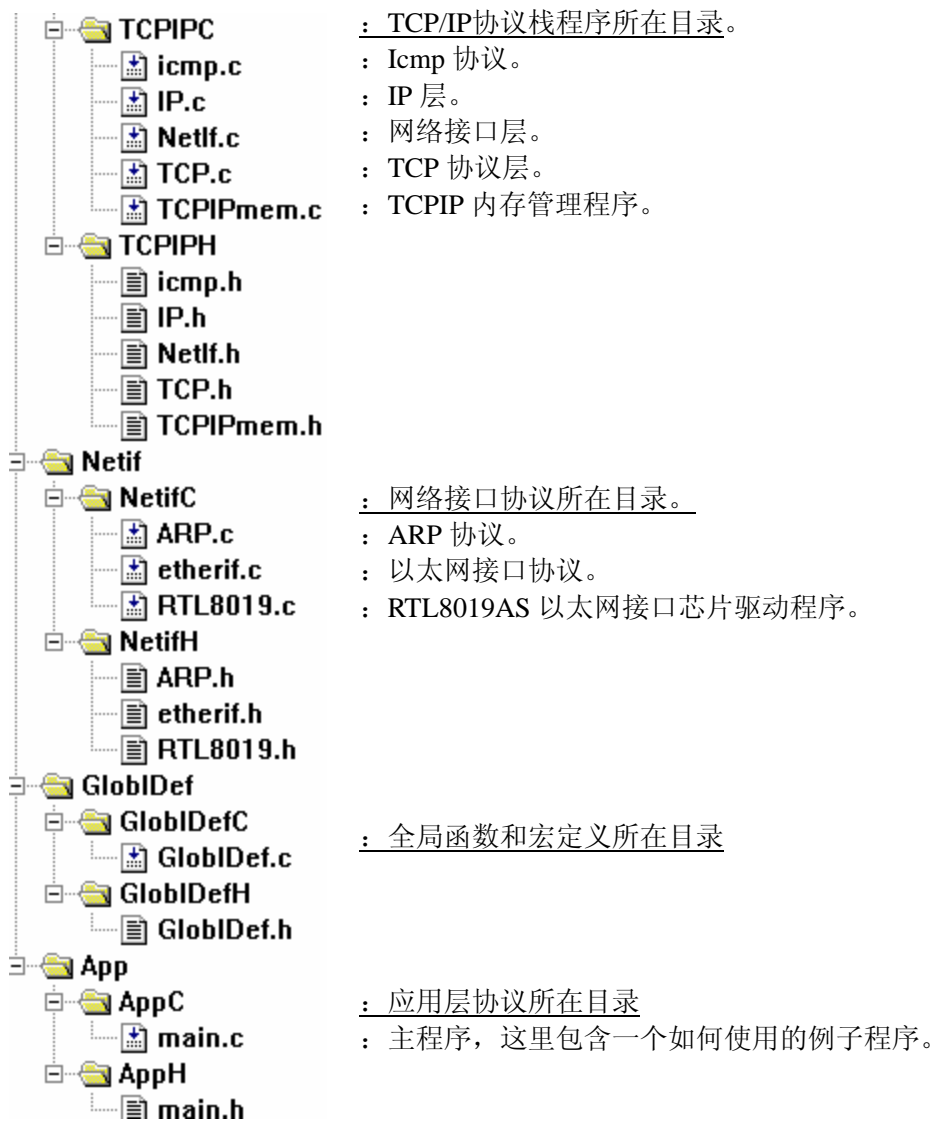 TCPIPC ：TCP/IP协议栈程序所在目录。
icmp.c ：Icmp 协议。
IP.c ：IP 层。
NetIf.c ：网络接口层。
TCP.c ：TCP 协议层。
TCPIPmem.c ：TCPIP 内存管理程序。
TCPIPH
icmp.h
IP.h
NetIf.h
TCP.h
TCPIPmem.h
Netif
NetifC ：网络接口协议所在目录。
ARP.c ：ARP 协议。
etherif.c ：以太网接口协议。
RTL8019.c ：RTL8019AS 以太网接口芯片驱动程序。
NetifH
ARP.h
etherif.h
RTL8019.h
GloblDef
GloblDefC ：全局函数和宏定义所在目录
GloblDef.c
GloblDefH
GloblDef.h
App
AppC ：应用层协议所在目录
main.c ：主程序，这里包含一个如何使用的例子程序。
AppH
main.h